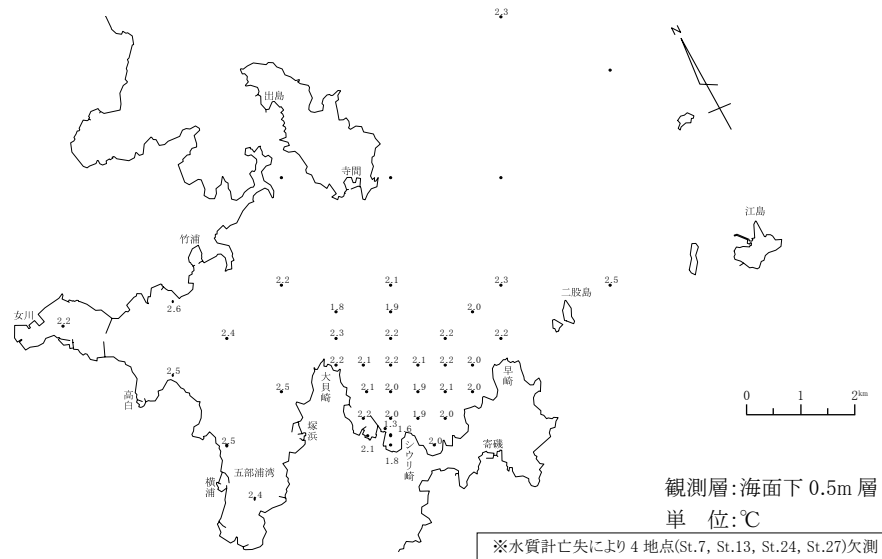 2.3
N
出島
寺間
江島
竹浦
2.2
2.1
2.3
2.5
二股島
2.6
1.8
1.9
2.0
女川
2.2
2.4
2.3
2.2
2.2
2.2
2.2
2.1
2.2
2.1
2.2
2.0
2.5
大貝崎
早崎
高白
2.5
2.1
2.0
1.9
2.1
2.0
0 1 2km
2.2
2.0
1.9
2.0
1.3
1.6
塚浜
2.5
2.1
1.8
シウリ崎
2.0
寄磯
五部浦湾
横浦
2.4
観測層:海面下 0.5m 層
単 位:℃
※水質計亡失により 4 地点(St.7, St.13, St.24, St.27)欠測